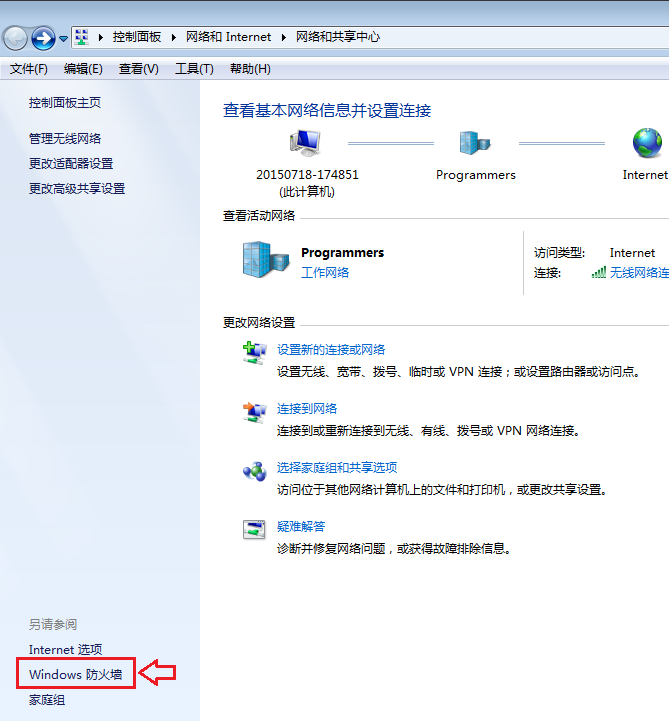 控制面板 网络和 Internet 网络和共享中心
文件(F) 编辑(E) 查看(V) 工具(T) 帮助(H)
控制面板主页
管理无线网络
更改适配器设置
更改高级共享设置
查看基本网络信息并设置连接
20150718-174851 Programmers Internet
(此计算机)
查看活动网络
Programmers
工作网络
访问类型: Internet
连接: 无线网络连
更改网络设置
设置新的连接或网络
设置无线、宽带、拨号、临时或 VPN 连接；或设置路由器或访问点。
连接到网络
连接到或重新连接到无线、有线、拨号或 VPN 网络连接。
选择家庭组和共享选项
访问位于其他网络计算机上的文件和打印机，或更改共享设置。
疑难解答
诊断并修复网络问题，或获得故障排除信息。
另请参阅
Internet 选项
Windows 防火墙
家庭组